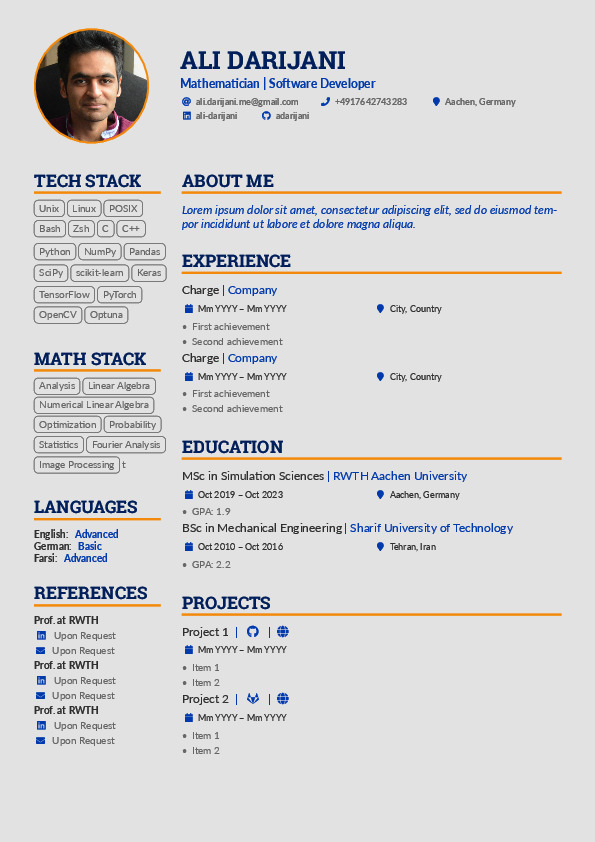 ALI DARIJANI
Mathematician | Software Developer
ali.darijani.me@gmail.com +4917642743283 Aachen, Germany
ali-darijani adarijani
TECH STACK
Unix Linux POSIX
Bash Zsh C C++
Python NumPy Pandas
SciPy scikit-learn Keras
TensorFlow PyTorch
OpenCV Optuna
MATH STACK
Analysis Linear Algebra
Numerical Linear Algebra
Optimization Probability
Statistics Fourier Analysis
Image Processing t
LANGUAGES
English: Advanced
German: Basic
Farsi: Advanced
REFERENCES
Prof. at RWTH
Upon Request
Upon Request
Prof. at RWTH
Upon Request
Upon Request
Prof. at RWTH
Upon Request
Upon Request
ABOUT ME
Lorem ipsum dolor sit amet, consectetur adipiscing elit, sed do eiusmod tem-
por incididunt ut labore et dolore magna aliqua.
EXPERIENCE
Charge | Company
Mm YYYY – Mm YYYY City, Country
• First achievement
• Second achievement
Charge | Company
Mm YYYY – Mm YYYY City, Country
• First achievement
• Second achievement
EDUCATION
MSc in Simulation Sciences | RWTH Aachen University
Oct 2019 – Oct 2023 Aachen, Germany
• GPA: 1.9
BSc in Mechanical Engineering | Sharif University of Technology
Oct 2010 – Oct 2016 Tehran, Iran
• GPA: 2.2
PROJECTS
Project 1 | |
Mm YYYY – Mm YYYY
• Item 1
• Item 2
Project 2 | |
Mm YYYY – Mm YYYY
• Item 1
• Item 2